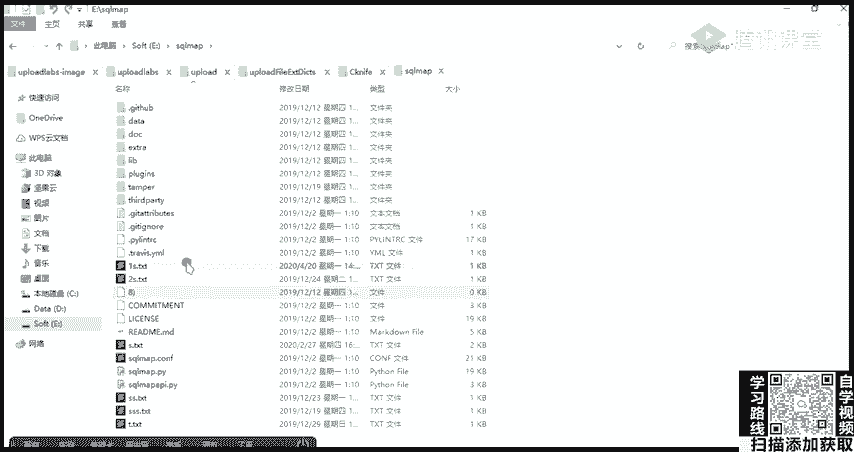 E:\sqlmap
文件 主页 共享 查看
此电脑 Soft (E:) sqlmap
腾讯课堂
uploadlabs-image uploadlabs upload uploadFileExtDicts Cknife sqlmap
名称 修改日期 类型 大小
快速访问
OneDrive
WPS云文档
此电脑
3D 对象
坚果云
视频
图片
文档
下载
音乐
桌面
本地磁盘 (C:)
Data (D:)
Soft (E:)
网络
.github 2019/12/12 星期四 1... 文件夹
data 2019/12/12 星期四 1... 文件夹
doc 2019/12/12 星期四 1... 文件夹
extra 2019/12/12 星期四 1... 文件夹
lib 2019/12/12 星期四 1... 文件夹
plugins 2019/12/12 星期四 1... 文件夹
tamper 2019/12/19 星期四 1... 文件夹
thirdparty 2019/12/12 星期四 1... 文件夹
.gitattributes 2019/12/2 星期一 1:10 文本文档 1 KB
.gitignore 2019/12/2 星期一 1:10 文本文档 1 KB
.pylintrc 2019/12/2 星期一 1:10 PYLINTRC 文件 17 KB
.travis.yml 2019/12/2 星期一 1:10 YML 文件 1 KB
1s.txt 2020/4/20 星期一 14:... TXT 文件 1 KB
2s.txt 2019/12/24 星期二 1... TXT 文件 1 KB
2019/12/12 星期四 1... 文件 0 KB
COMMITMENT 2019/12/2 星期一 1:10 文件 3 KB
LICENSE 2019/12/2 星期一 1:10 文件 19 KB
README.md 2019/12/2 星期一 1:10 Markdown File 5 KB
s.txt 2020/2/27 星期四 16:... TXT 文件 2 KB
sqlmap.conf 2019/12/2 星期一 1:10 CONF 文件 21 KB
sqlmap.py 2019/12/2 星期一 1:10 Python File 19 KB
sqlmapapi.py 2019/12/2 星期一 1:10 Python File 3 KB
ss.txt 2019/12/23 星期一 1... TXT 文件 1 KB
sss.txt 2019/12/19 星期四 1... TXT 文件 1 KB
t.txt 2019/12/29 星期日 1... TXT 文件 1 KB
学习路线
自学视频
扫描添加获取